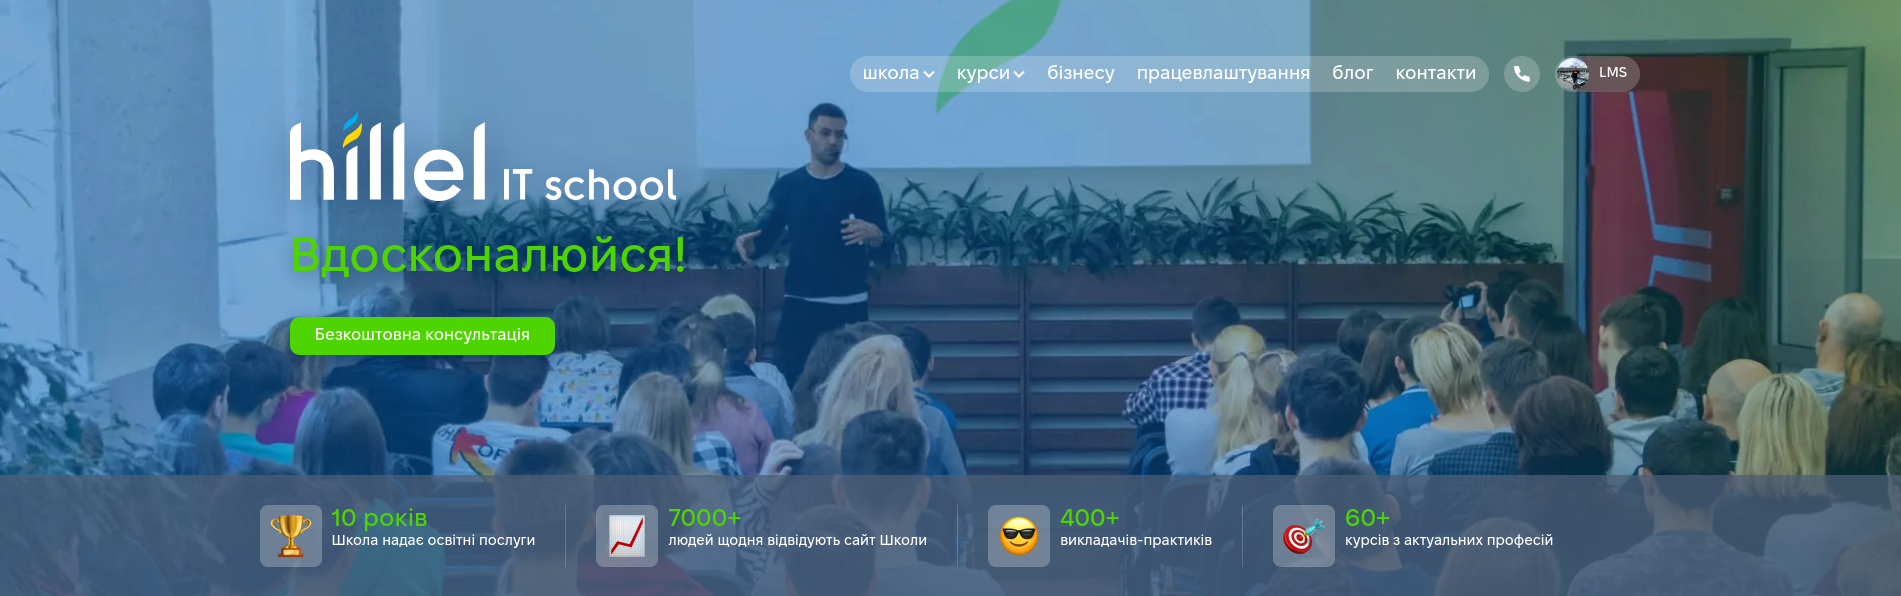 школа курси бізнесу працевлаштування блог контакти LMS
hillel IT school
Вдосконалюйся!
Безкоштовна консультація
10 років
Школа надає освітні послуги
7000+
людей щодня відвідують сайт Школи
400+
викладачів-практиків
60+
курсів з актуальних професій